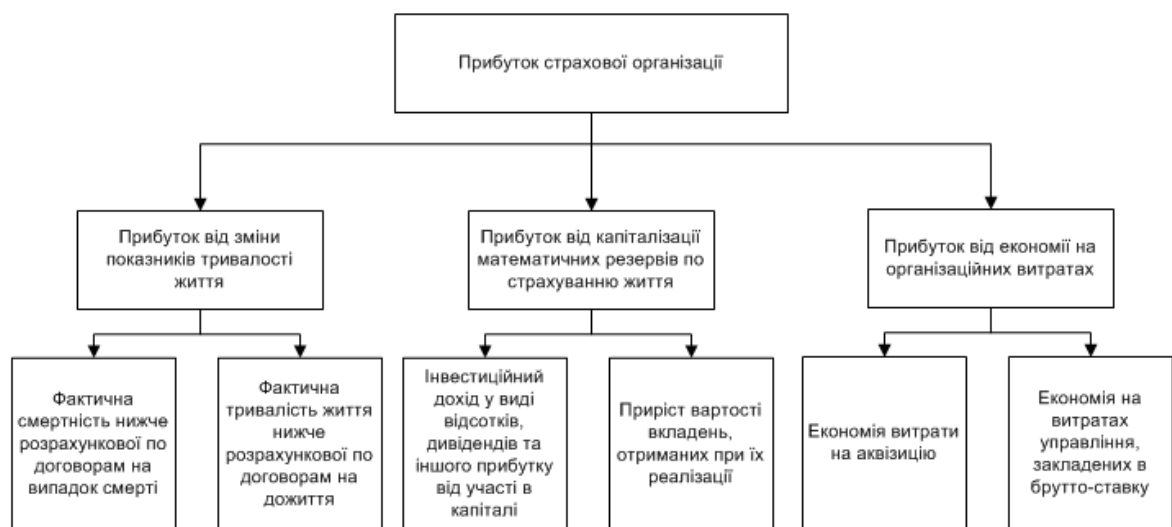 Прибуток страхової організації
Прибуток від зміни
показників тривалості
життя
Прибуток від капіталізації
математичних резервів по
страхуванню життя
Прибуток від економії на
організаційних витратах
Фактична
смертність нижче
розрахункової по
договорам на
випадок смерті
Фактична
тривалість життя
нижче
розрахункової по
договорам на
дожиття
Інвестиційний
дохід у виді
відсотків,
дивідендів та
іншого прибутку
від участі в
капіталі
Приріст вартості
вкладень,
отриманих при їх
реалізації
Економія витрати
на аквізицію
Економія на
витратах
управління,
закладених в
брутто-ставку